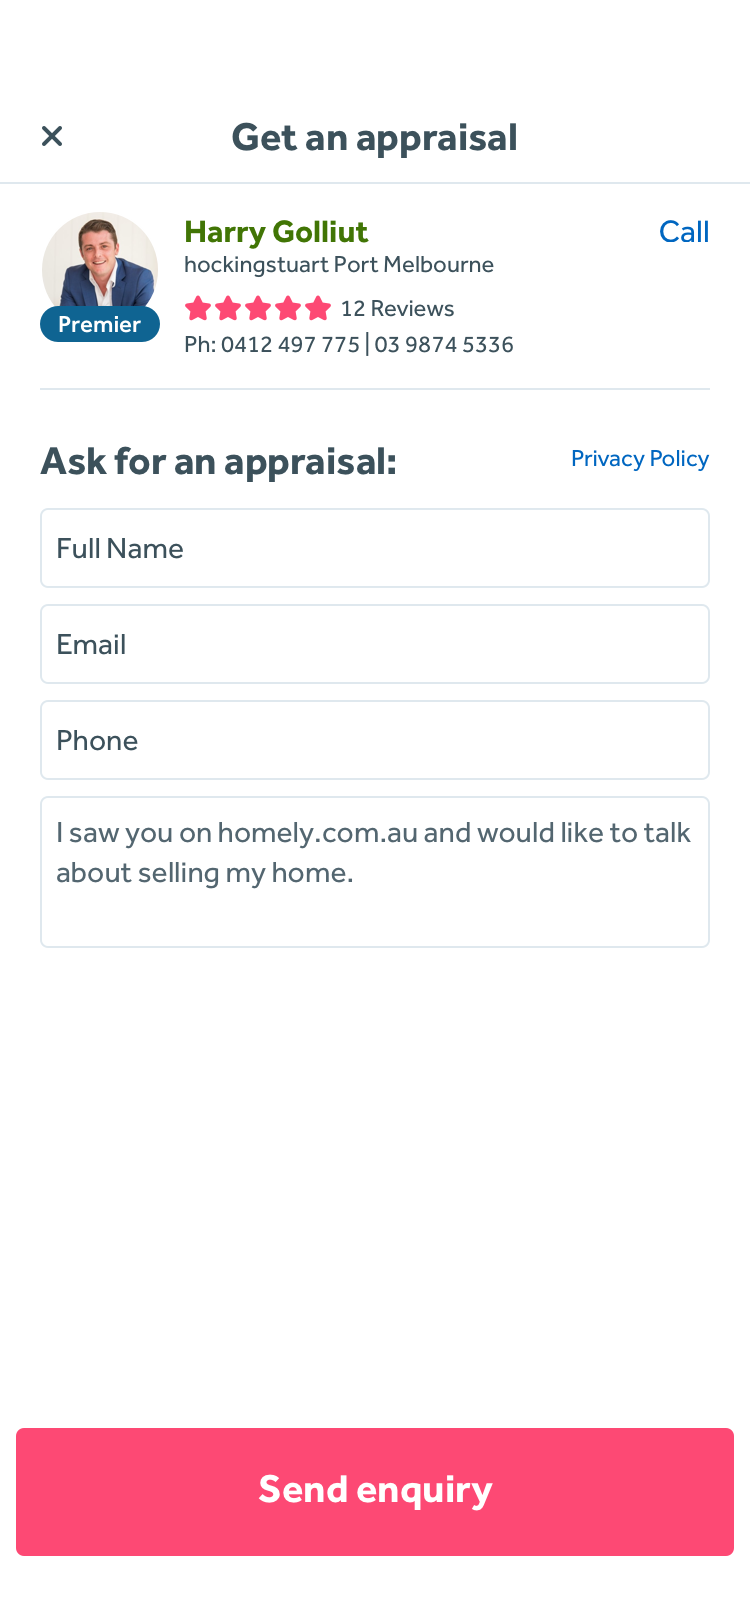 Get an appraisal
Harry Golliut
Call
hockingstuart Port Melbourne
12 Reviews
Premier
Ph: 0412 497 775 | 03 9874 5336
Ask for an appraisal:
Privacy Policy
Full Name
Email
Phone
I saw you on homely.com.au and would like to talk
about selling my home.
Send enquiry